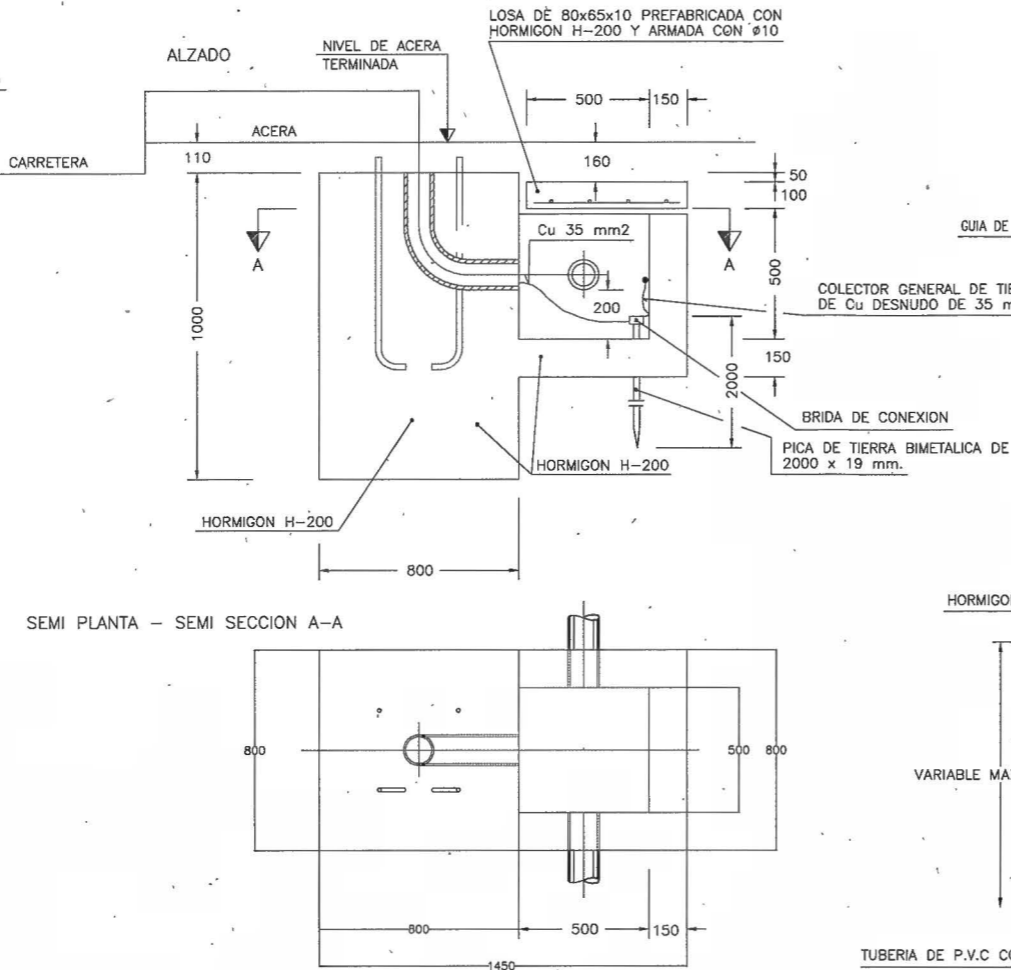 LOSA DE 80x65x10 PREFABRICADA CON
HORMIGON H-200 Y ARMADA CON ø10
ALZADO
NIVEL DE ACERA
TERMINADA
500
150
ACERA
CARRETERA
110
160
50
100
A
A
Cu 35 mm2
GUIA DE
500
COLECTOR GENERAL DE TIE
DE Cu DESNUDO DE 35 m
200
1000
150
2000
BRIDA DE CONEXION
PICA DE TIERRA BIMETALICA DE
2000 x 19 mm.
HORMIGON H-200
HORMIGON H-200
800
SEMI PLANTA - SEMI SECCION A-A
HORMIGON
800
500
800
VARIABLE MA
800
500
150
1450
TUBERIA DE P.V.C CO